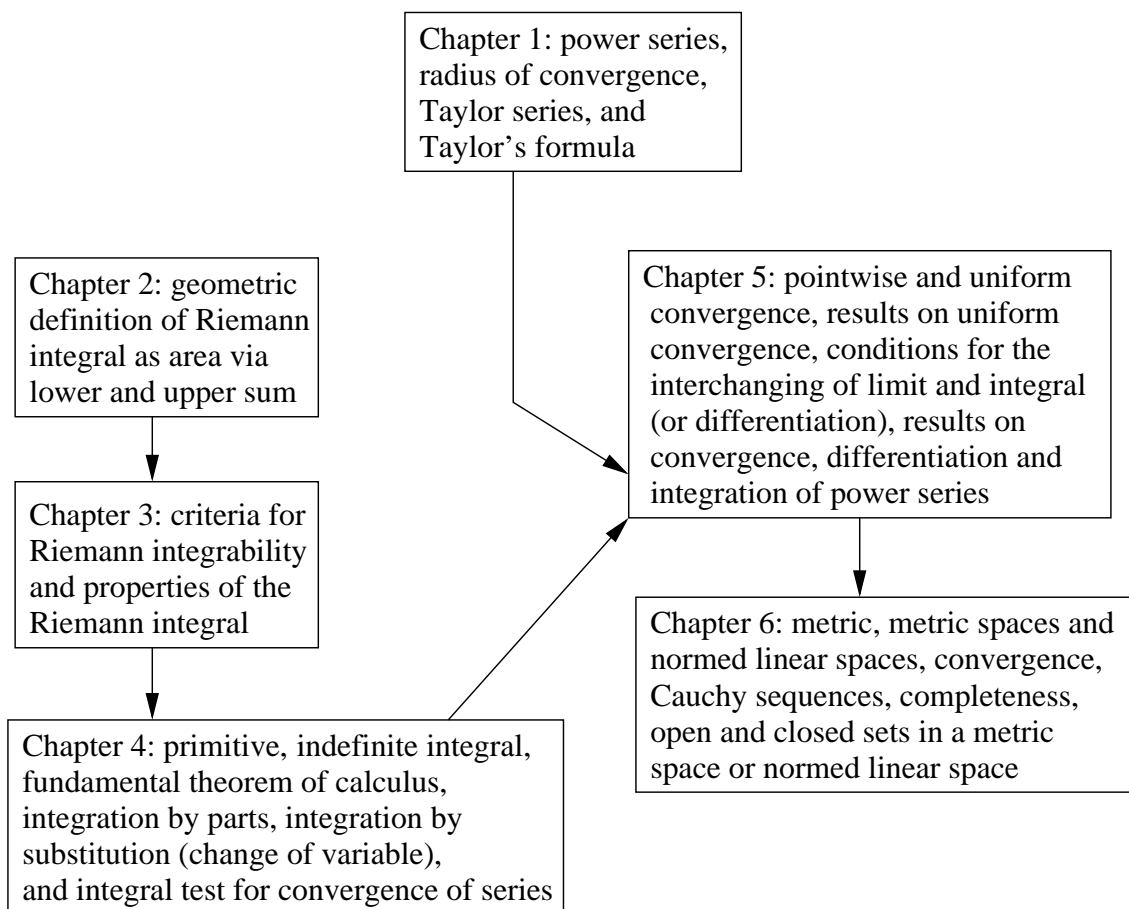 Chapter 1: power series,
radius of convergence,
Taylor series, and
Taylor’s formula
Chapter 2: geometric
definition of Riemann
integral as area via
lower and upper sum
Chapter 3: criteria for
Riemann integrability
and properties of the
Riemann integral
Chapter 4: primitive, indefinite integral,
fundamental theorem of calculus,
integration by parts, integration by
substitution (change of variable),
and integral test for convergence of series
Chapter 5: pointwise and uniform
convergence, results on uniform
convergence, conditions for the
interchanging of limit and integral
(or differentiation), results on
convergence, differentiation and
integration of power series
Chapter 6: metric, metric spaces and
normed linear spaces, convergence,
Cauchy sequences, completeness,
open and closed sets in a metric
space or normed linear space